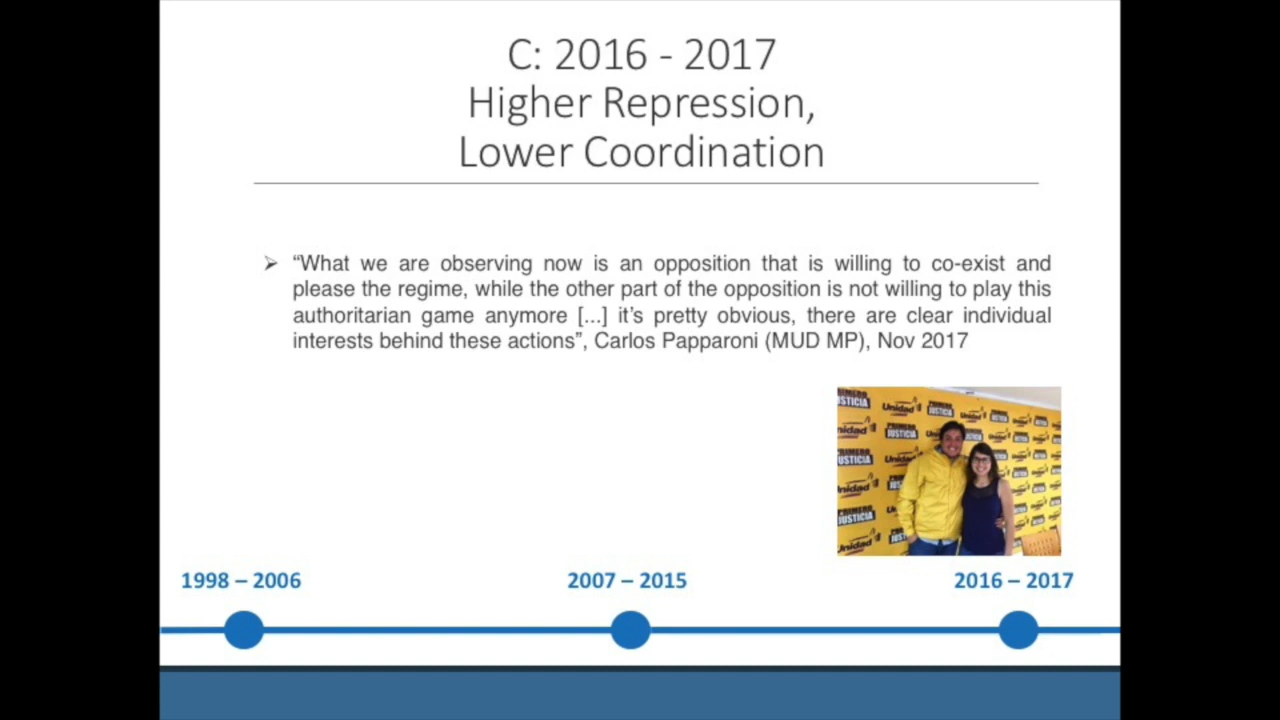 C: 2016 - 2017
Higher Repression,
Lower Coordination
➢ “What we are observing now is an opposition that is willing to co-exist and
please the regime, while the other part of the opposition is not willing to play this
authoritarian game anymore [...] it’s pretty obvious, there are clear individual
interests behind these actions”, Carlos Papparoni (MUD MP), Nov 2017
PRIMERO JUSTICIA
Unidad
1998 – 2006
2007 – 2015
2016 – 2017